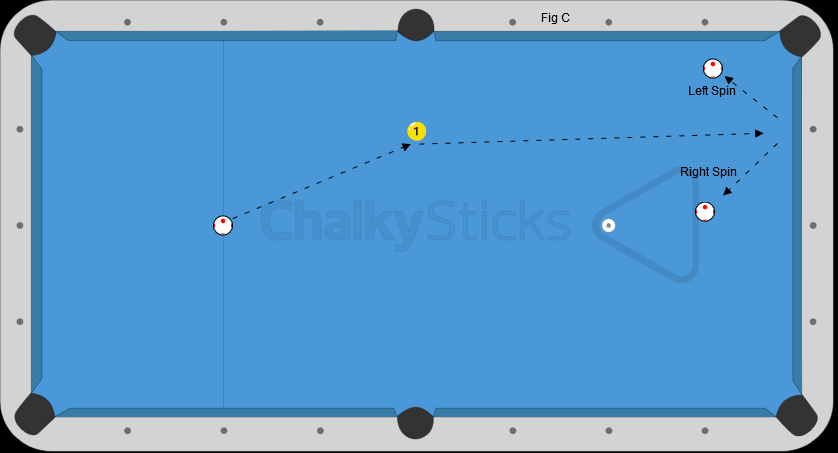 Fig C
Left Spin
1
Right Spin
ChalkySticks